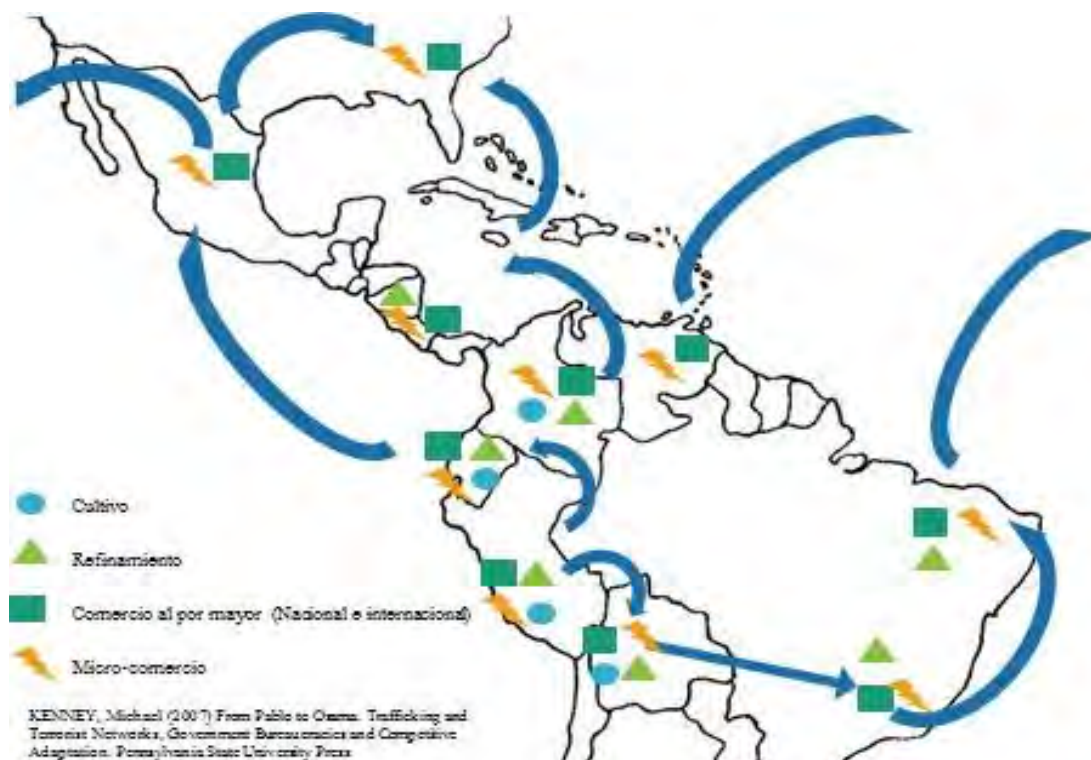 Cultivo
Refinamiento
Comercio al por mayor (Nacional e internacional)
Micro-comercio
KENNEY, Michael (2007) From Pablo to Osama. Trafficking and
Terrorist Networks, Government Bureaucracies and Competitive
Adaptation. Pennsylvania State University Press